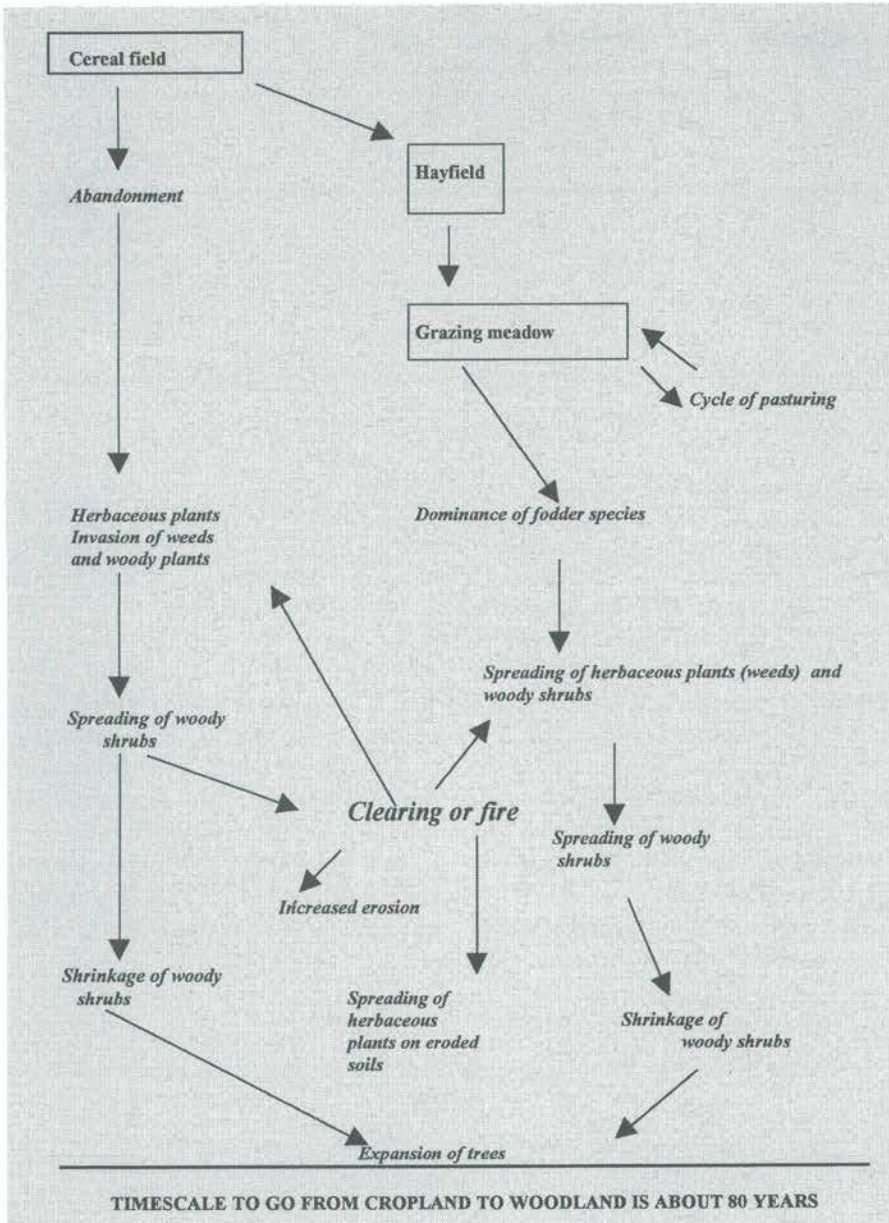 Cereal field
Hayfield
Abandonment
Grazing meadow
Cycle of pasturing
Herbaceous plants
Invasion of weeds
and woody plants
Dominance of fodder species
Spreading of herbaceous plants (weeds) and
woody shrubs
Spreading of woody
shrubs
Clearing or fire
Spreading of woody
shrubs
Increased erosion
Shrinkage of woody
shrubs
Spreading of
herbaceous
plants on eroded
soils
Shrinkage of
woody shrubs
Expansion of trees
TIMESCALE TO GO FROM CROPLAND TO WOODLAND IS ABOUT 80 YEARS